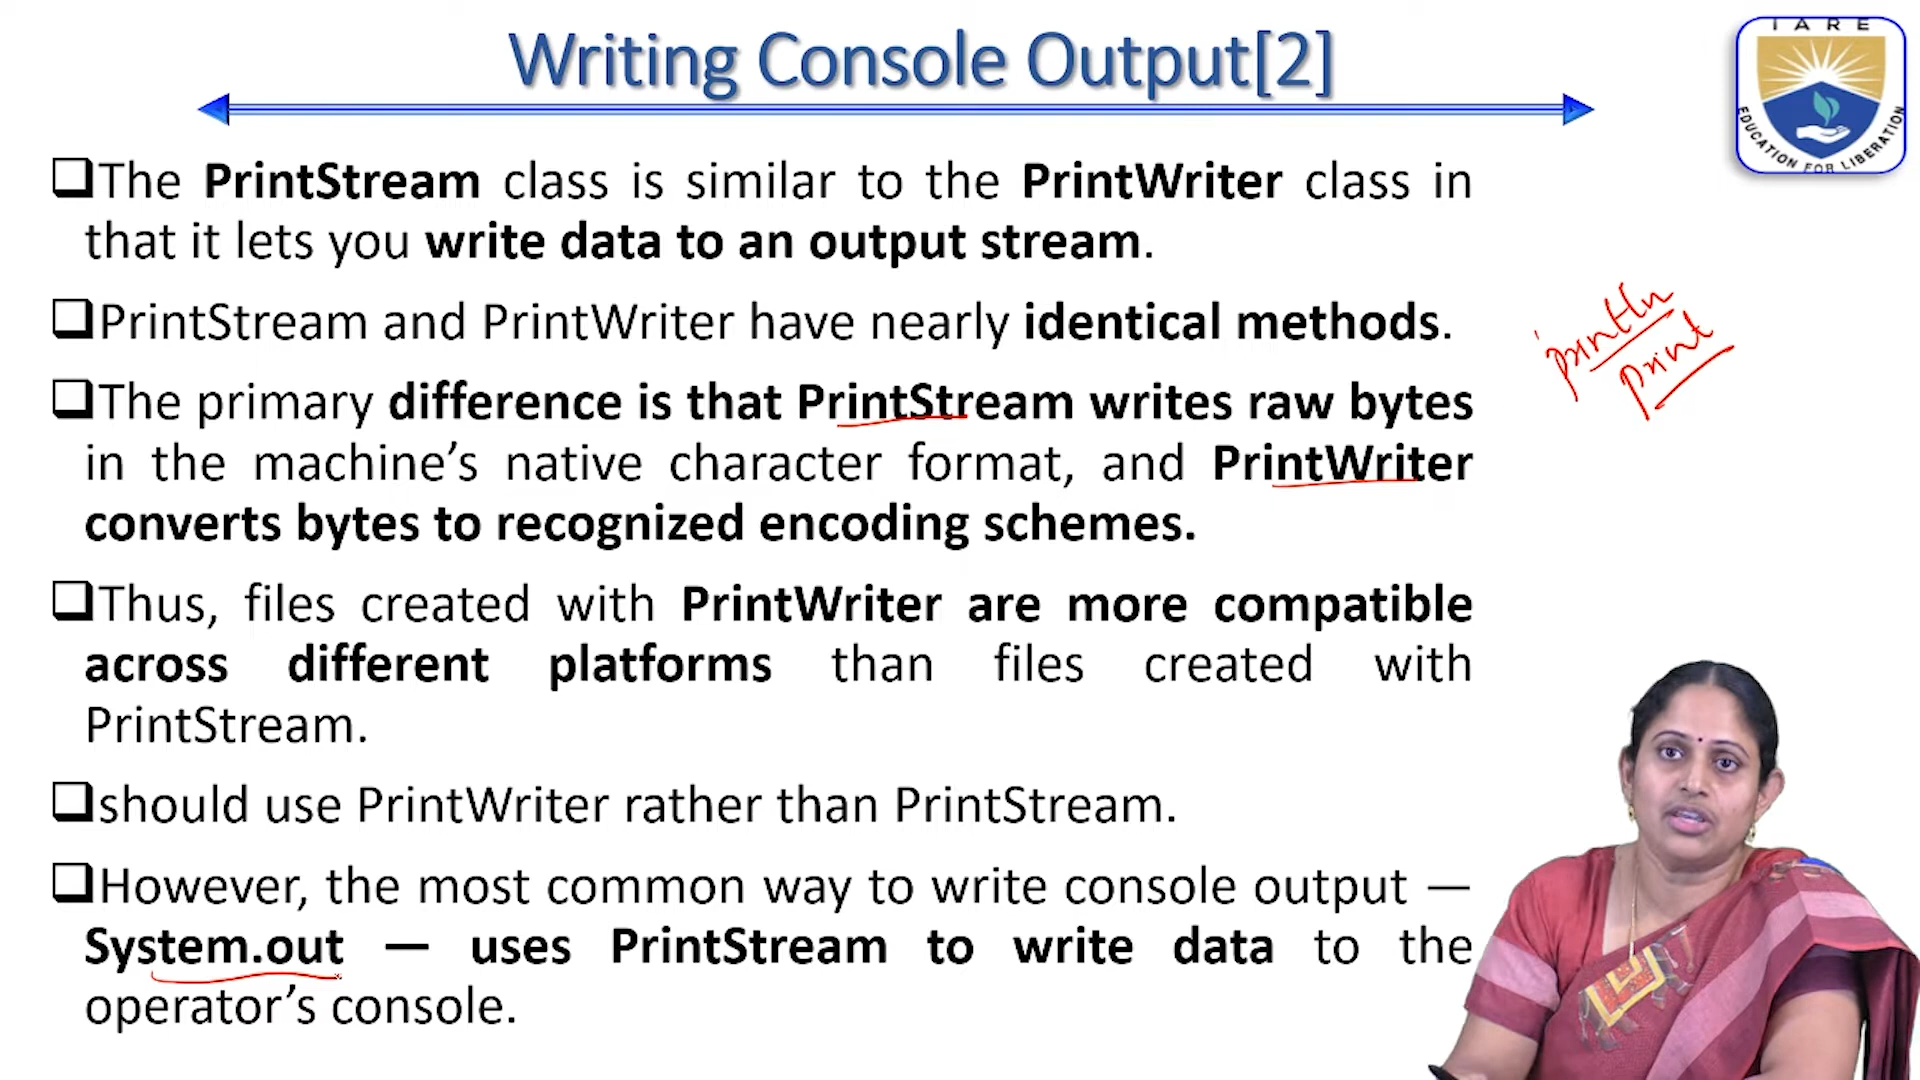 Writing Console Output[2]
IARE
EDUCATION FOR LIBERATION
❑The PrintStream class is similar to the PrintWriter class in
that it lets you write data to an output stream.
❑PrintStream and PrintWriter have nearly identical methods.
println
print
❑The primary difference is that PrintStream writes raw bytes
in the machine’s native character format, and PrintWriter
converts bytes to recognized encoding schemes.
❑Thus, files created with PrintWriter are more compatible
across different platforms than files created with
PrintStream.
❑should use PrintWriter rather than PrintStream.
❑However, the most common way to write console output —
System.out — uses PrintStream to write data to the
operator’s console.